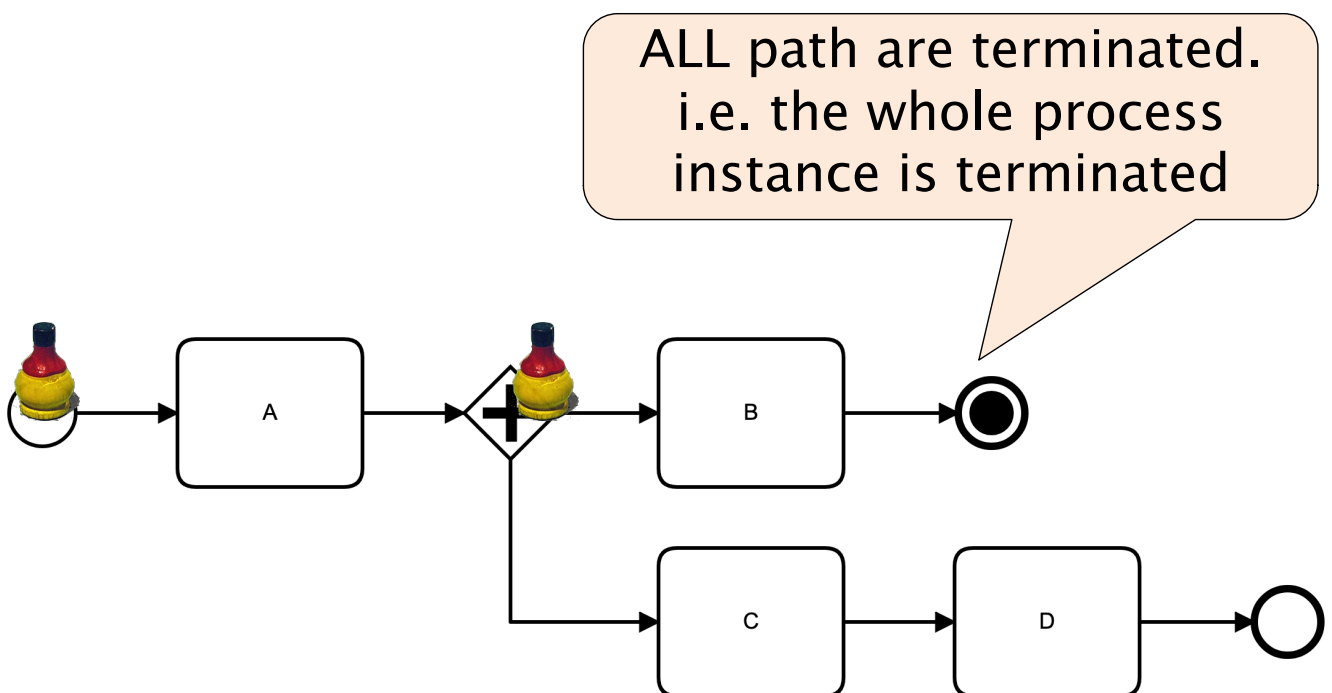 ALL path are terminated.
i.e. the whole process
instance is terminated
A
B
C
D